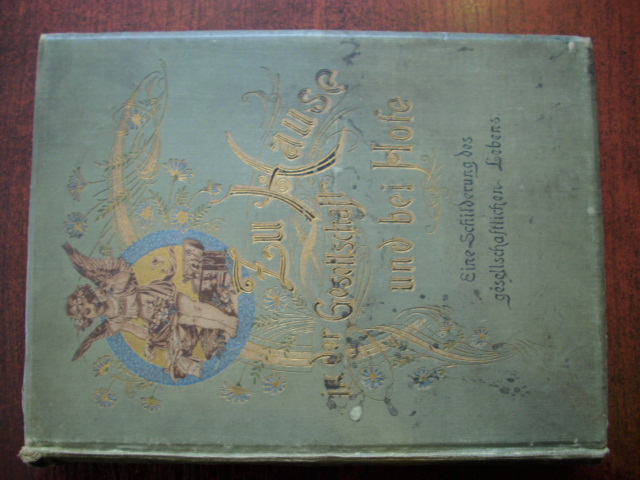 Zu Hause
in der Gesellschaft
und bei Hofe
Eine Schilderung des
gesellschaftlichen Lebens